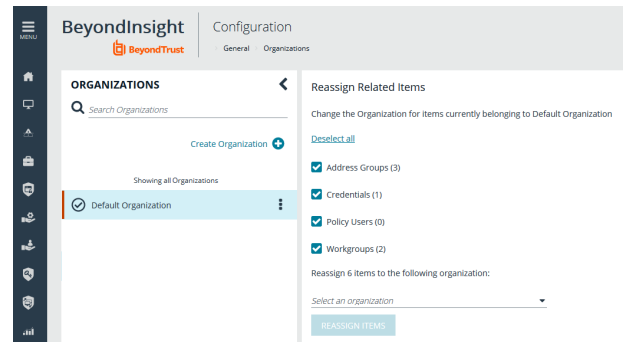 MENU
BeyondInsight
BeyondTrust
Configuration
General Organizations
ORGANIZATIONS
Search Organizations
Create Organization
Showing all Organizations
Default Organization
Reassign Related Items
Change the Organization for items currently belonging to Default Organization
Deselect all
Address Groups (3)
Credentials (1)
Policy Users (0)
Workgroups (2)
Reassign 6 items to the following organization:
Select an organization
REASSIGN ITEMS